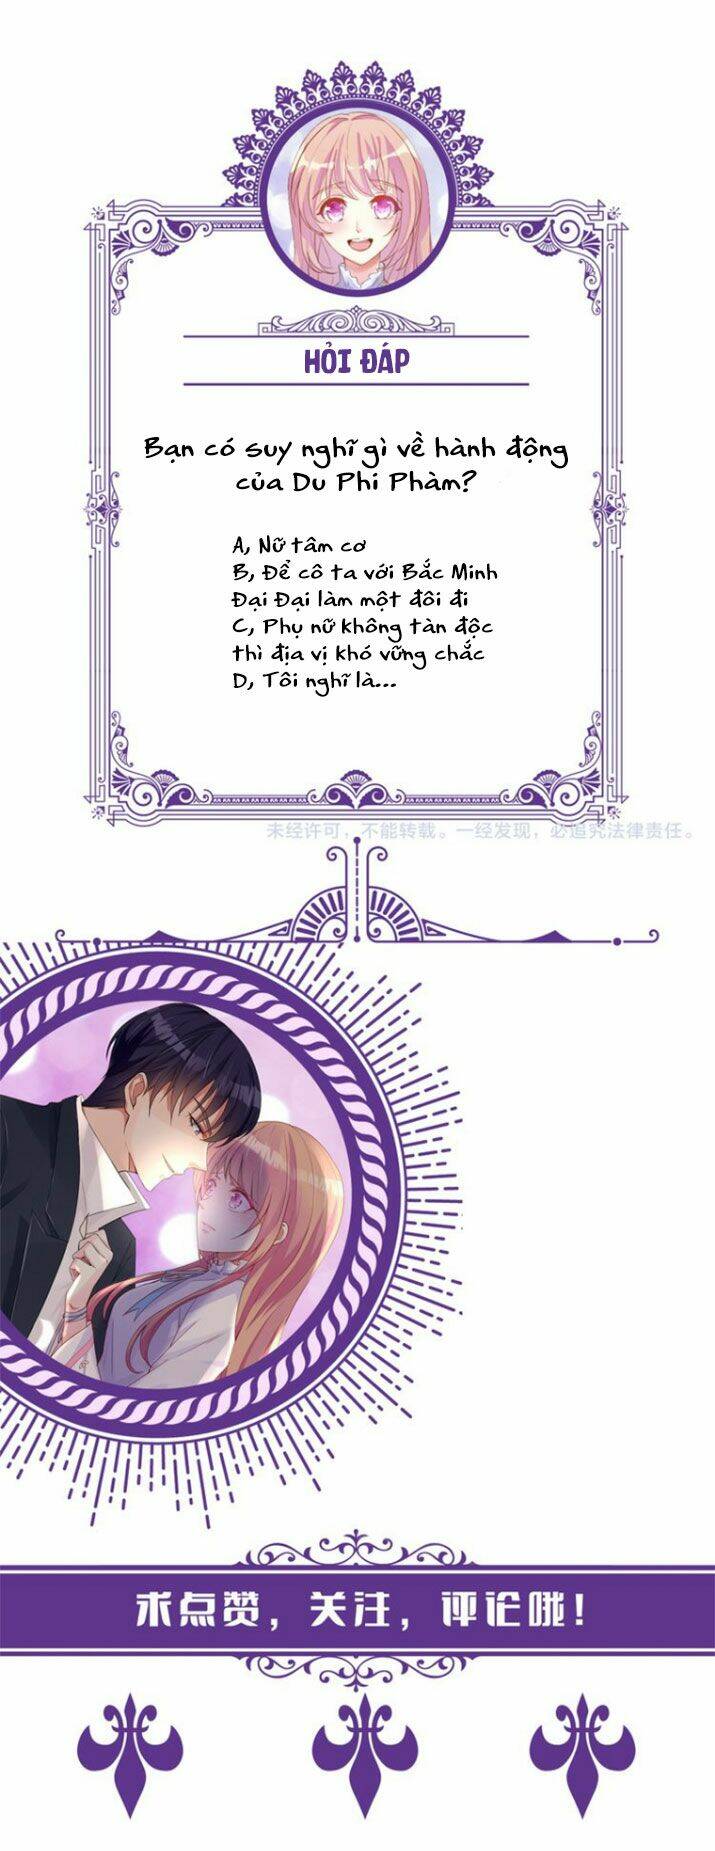 HỎI ĐÁP
Bạn có suy nghĩ gì về hành động
của Du Phi Phàm?
A, Nữ tâm cơ
B, Để cô ta với Bắc Minh
Đại Đại làm một đôi đi
C, Phụ nữ không tàn độc
thì địa vị khó vững chắc
D, Tôi nghĩ là...
未经许可，不能转载。一经发现，必追究法律责任。
求点赞，关注，评论哦！